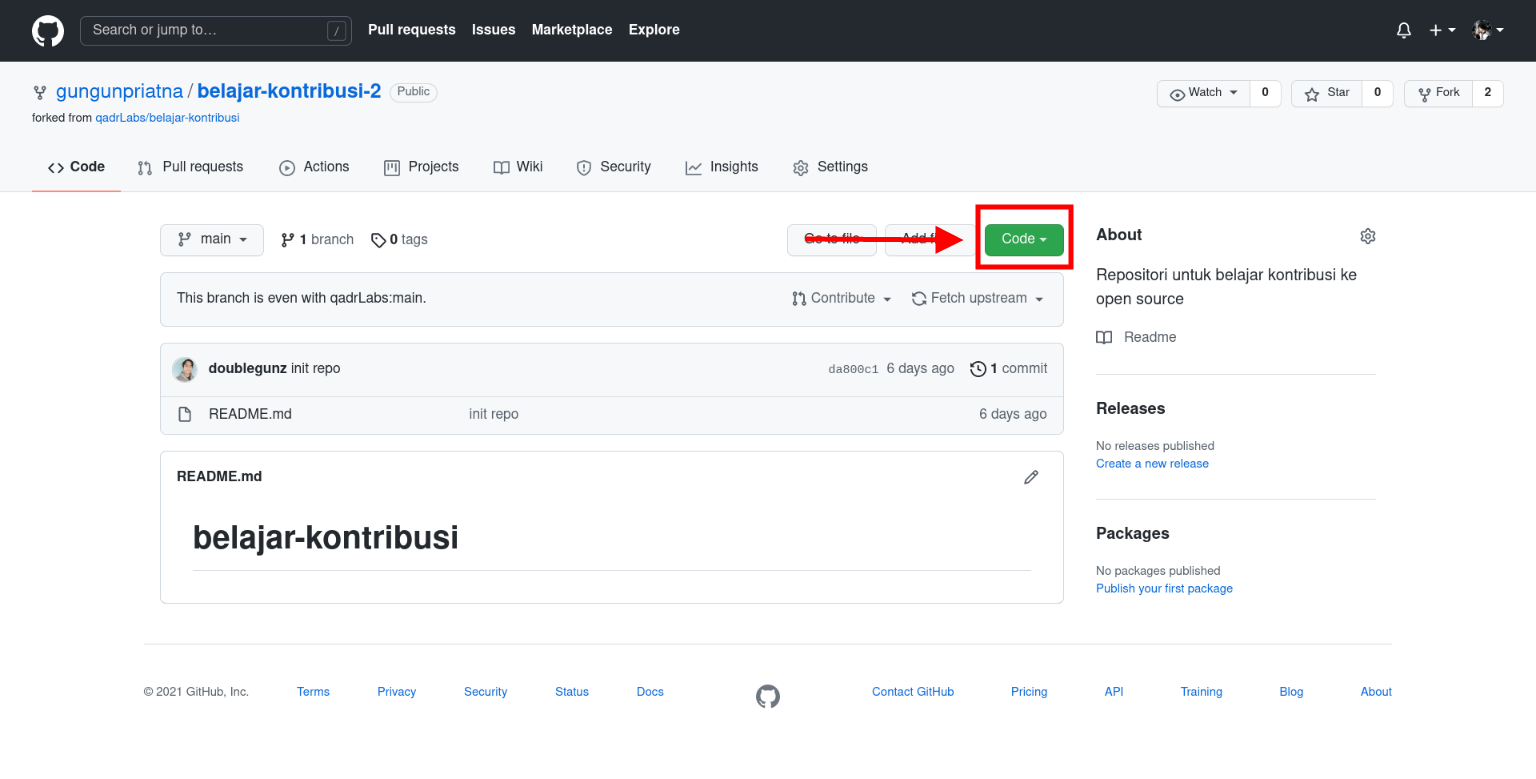 Search or jump to… /
Pull requests Issues Marketplace Explore
gungunpriatna / belajar-kontribusi-2 Public
Watch 0 Star 0 Fork 2
forked from qadrLabs/belajar-kontribusi
Code Pull requests Actions Projects Wiki Security Insights Settings
main 1 branch 0 tags Go to file Add fi Code
This branch is even with qadrLabs:main. Contribute Fetch upstream
doublegunz init repo da800c1 6 days ago 1 commit
README.md init repo 6 days ago
README.md
belajar-kontribusi
About
Repositori untuk belajar kontribusi ke
open source
Readme
Releases
No releases published
Create a new release
Packages
No packages published
Publish your first package
© 2021 GitHub, Inc. Terms Privacy Security Status Docs Contact GitHub Pricing API Training Blog About